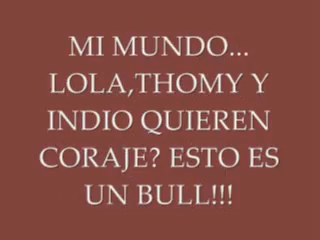 MI MUNDO...
LOLA,THOMY Y
INDIO QUIEREN
CORAJE? ESTO ES
UN BULL!!!